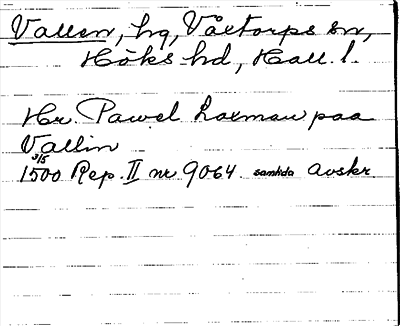 Vallen, hg, Våxtorps sn,
Höks hd, Hall. l.
Hr. Pawel Laxman paa
Vallin
3/5
1500 Rep. II nr 9064. samtida Avskr.